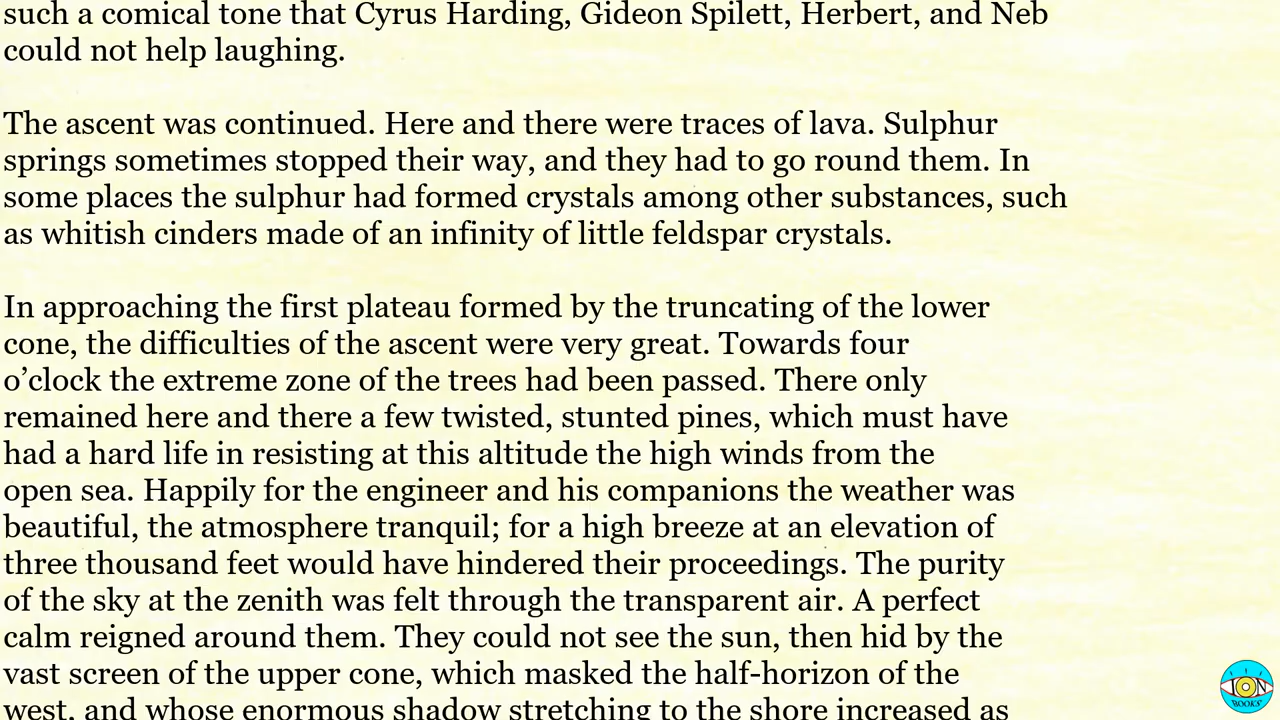 such a comical tone that Cyrus Harding, Gideon Spilett, Herbert, and Neb
could not help laughing.
The ascent was continued. Here and there were traces of lava. Sulphur
springs sometimes stopped their way, and they had to go round them. In
some places the sulphur had formed crystals among other substances, such
as whitish cinders made of an infinity of little feldspar crystals.
In approaching the first plateau formed by the truncating of the lower
cone, the difficulties of the ascent were very great. Towards four
o’clock the extreme zone of the trees had been passed. There only
remained here and there a few twisted, stunted pines, which must have
had a hard life in resisting at this altitude the high winds from the
open sea. Happily for the engineer and his companions the weather was
beautiful, the atmosphere tranquil; for a high breeze at an elevation of
three thousand feet would have hindered their proceedings. The purity
of the sky at the zenith was felt through the transparent air. A perfect
calm reigned around them. They could not see the sun, then hid by the
vast screen of the upper cone, which masked the half-horizon of the
west, and whose enormous shadow stretching to the shore increased as
ION
BOOKS